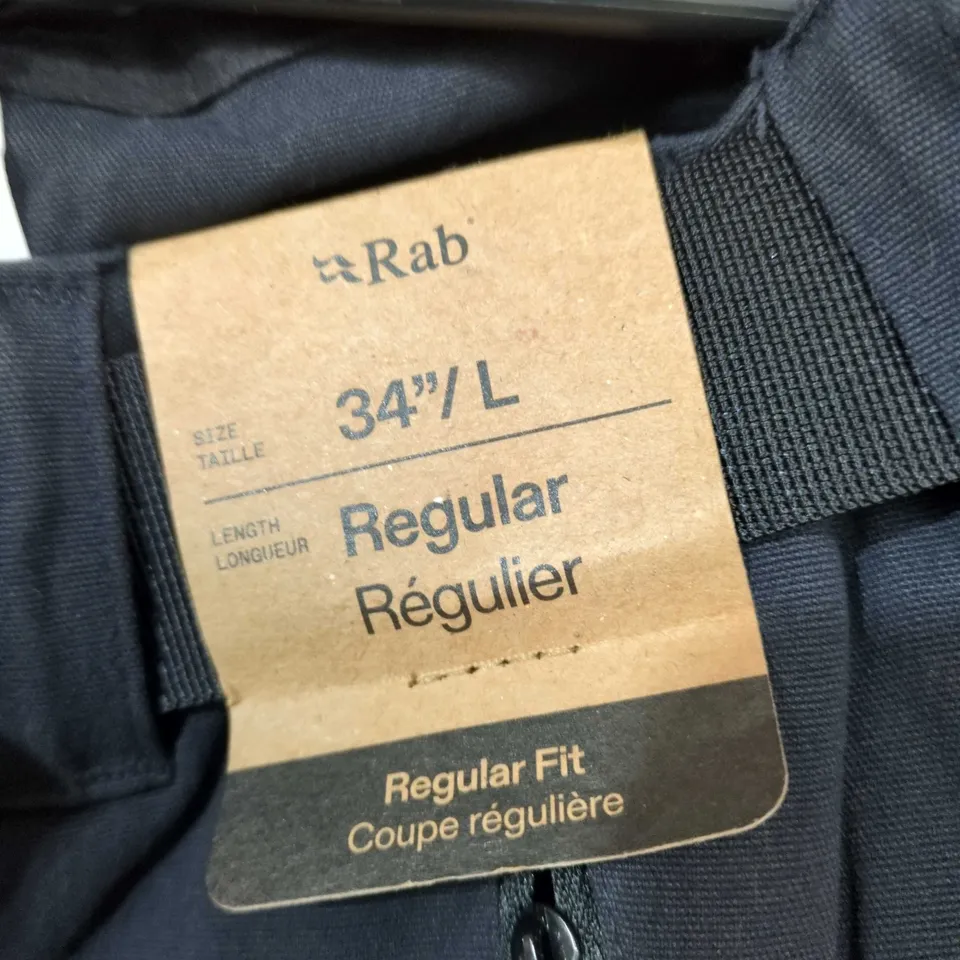 Rab
SIZE
TAILLE
34”/ L
LENGTH
LONGUEUR
Regular
Régulier
Regular Fit
Coupe régulière